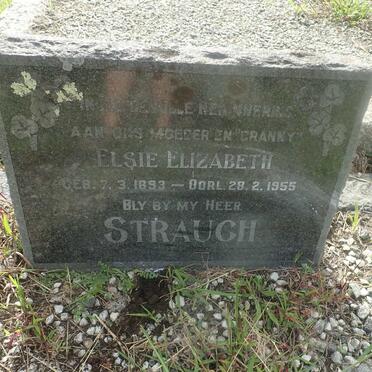 IN LIEFDEVOLLE HERINNERING
AAN ONS MOEDER EN "GRANNY"
ELSIE ELIZABETH
GEB. 7. 3. 1893 — OORL. 28. 2. 1955
BLY BY MY HEER
STRAUCH